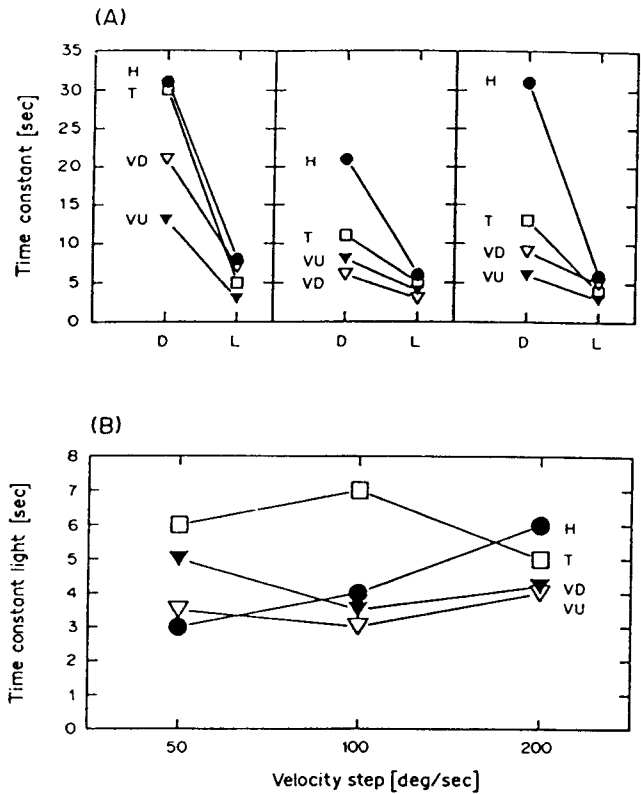 (A)
Time constant [sec]
35
30
25
20
15
10
5
0
H
T
VD
VU
D L
H
T
VU
VD
D L
H
T
VD
VU
D L
(B)
Time constant light [sec]
8
7
6
5
4
3
2
1
0
H
T
VD
VU
50 100 200
Velocity step [deg/sec]